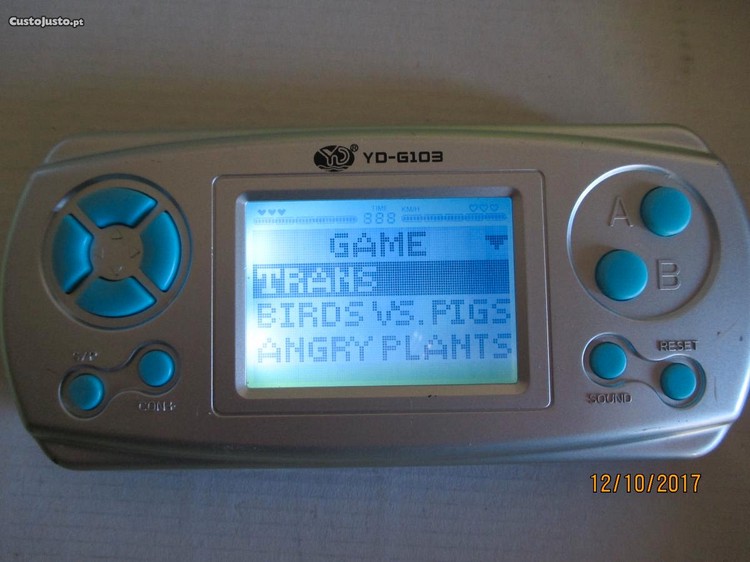 CustoJusto.pt
YD® YD-G103
TIME
888
GAME
TRANS
BIRDS VS. PIGS
ANGRY PLANTS
A
B
S/P
RESET
SOUND
12/10/2017